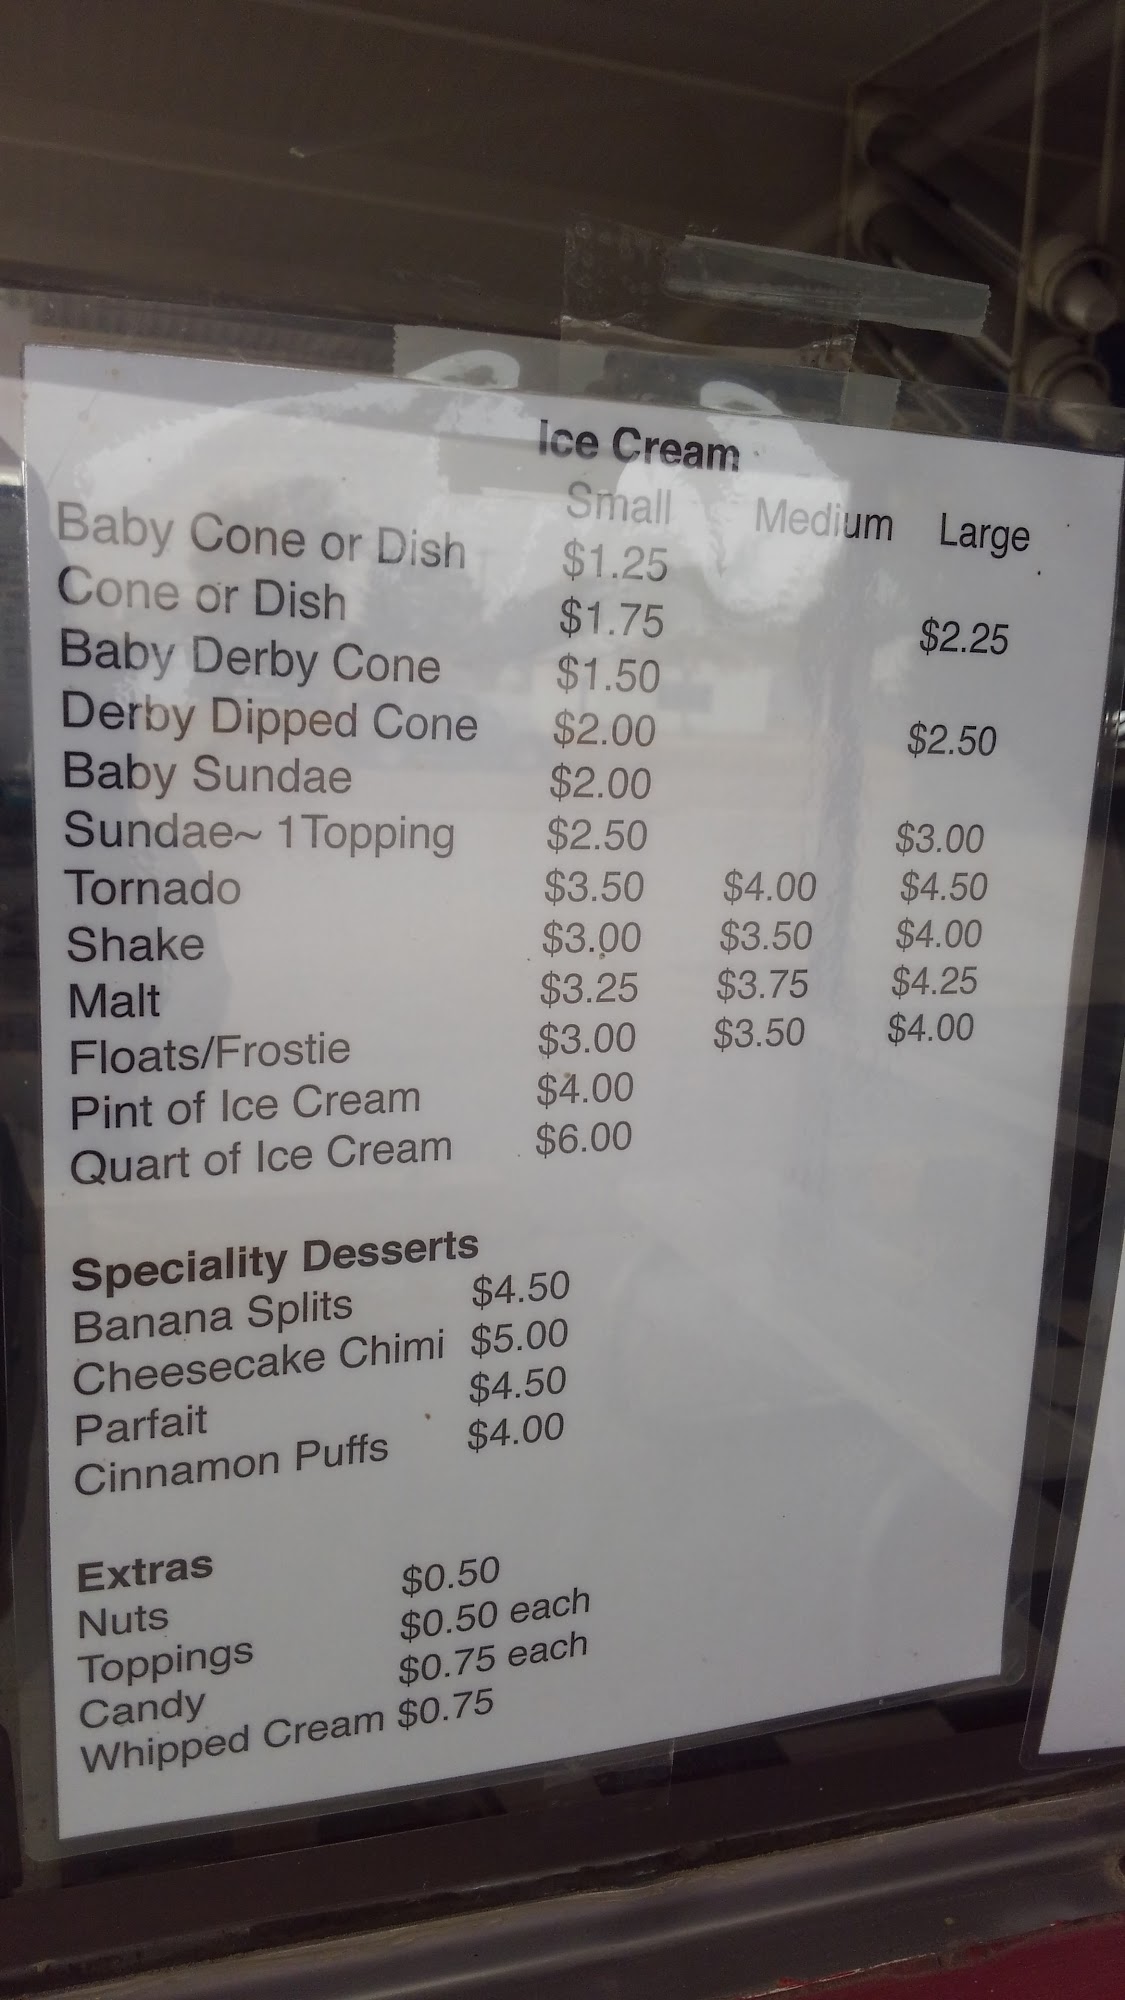 Ice Cream
Small Medium Large
Baby Cone or Dish $1.25
Cone or Dish $1.75 $2.25
Baby Derby Cone $1.50
Derby Dipped Cone $2.00 $2.50
Baby Sundae $2.00
Sundae~ 1Topping $2.50 $3.00
Tornado $3.50 $4.00 $4.50
Shake $3.00 $3.50 $4.00
Malt $3.25 $3.75 $4.25
Floats/Frostie $3.00 $3.50 $4.00
Pint of Ice Cream $4.00
Quart of Ice Cream $6.00
Speciality Desserts
Banana Splits $4.50
Cheesecake Chimi $5.00
Parfait $4.50
Cinnamon Puffs $4.00
Extras
Nuts $0.50
Toppings $0.50 each
Candy $0.75 each
Whipped Cream $0.75